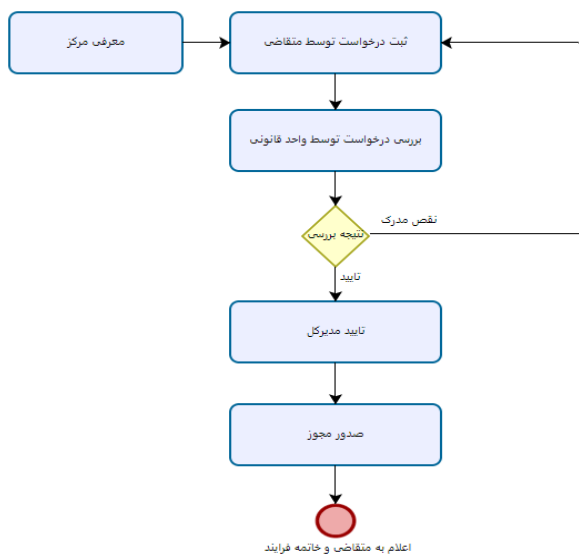 معرفی مرکز
ثبت درخواست توسط متقاضی
بررسی درخواست توسط واحد قانونی
نتیجه بررسی
نقص مدرک
تایید
تایید مدیرکل
صدور مجوز
اعلام به متقاضی و خاتمه فرایند